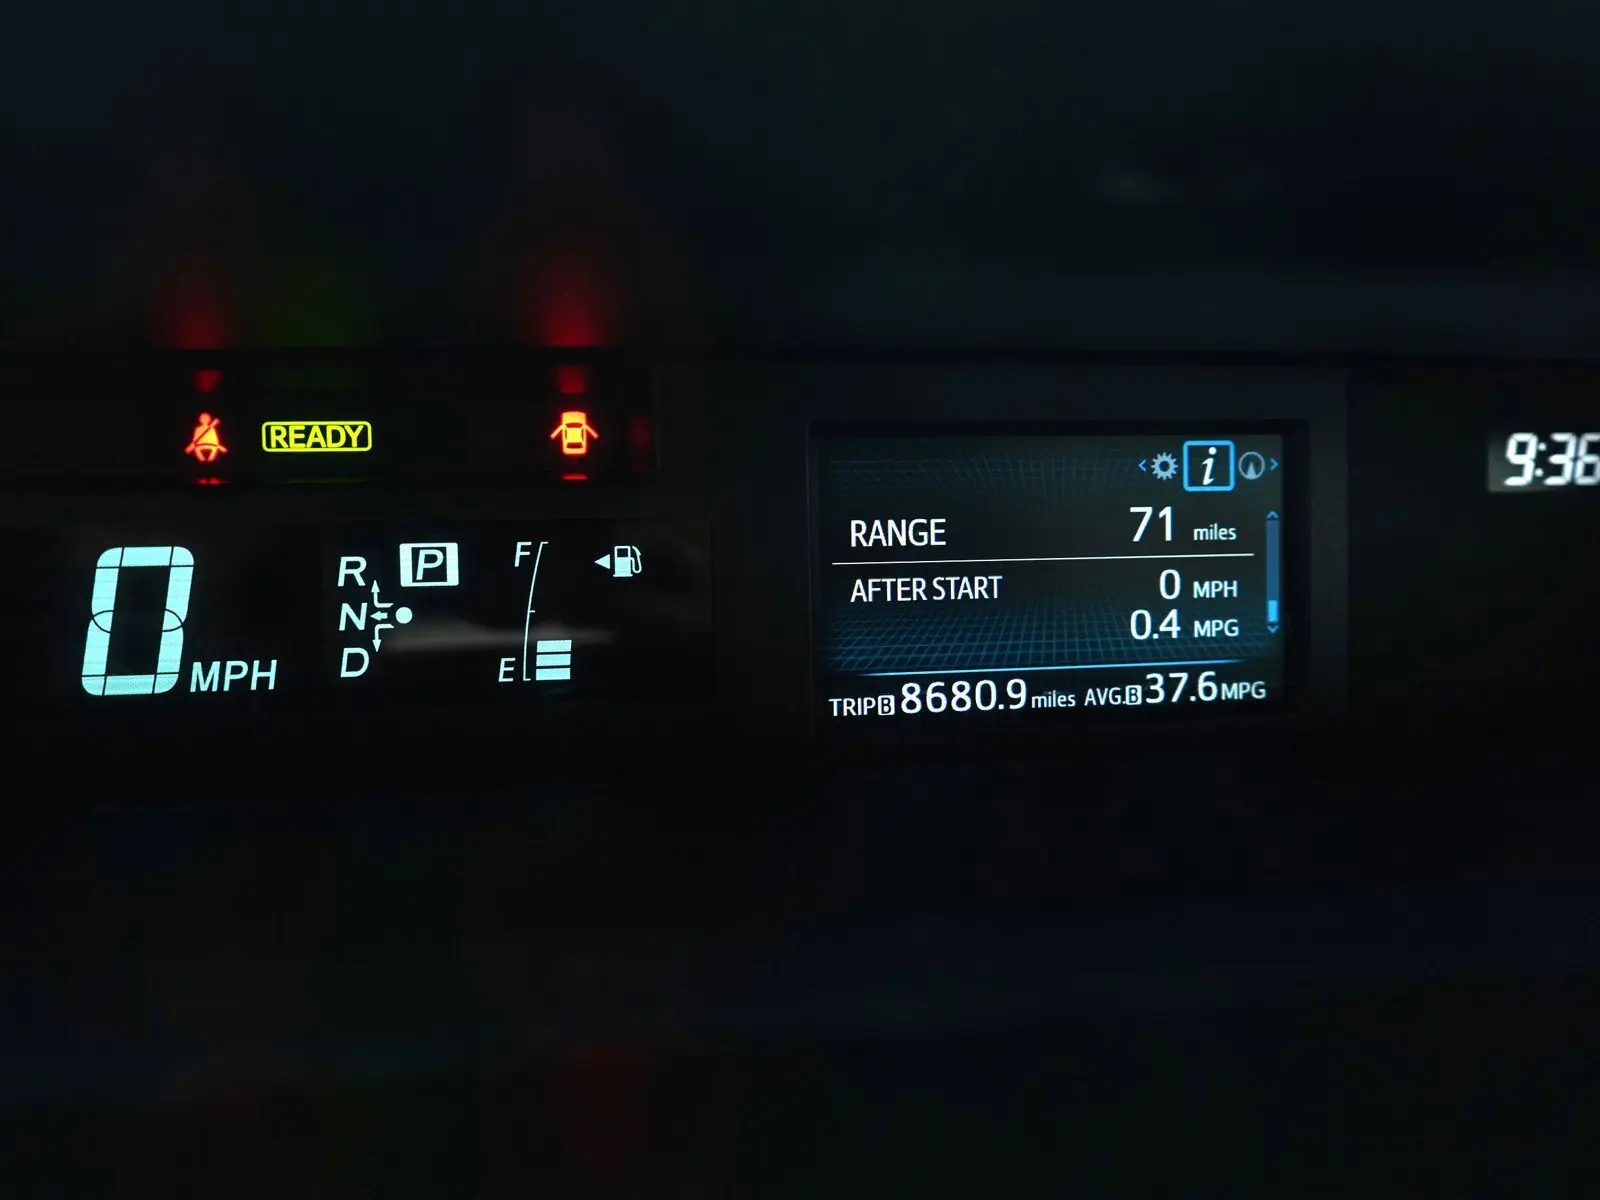 READY
0 MPH
R
P
N
D
F
E
i
RANGE 71 miles
AFTER START 0 MPH
0.4 MPG
TRIP B 8680.9 miles AVG. B 37.6 MPG
9:36